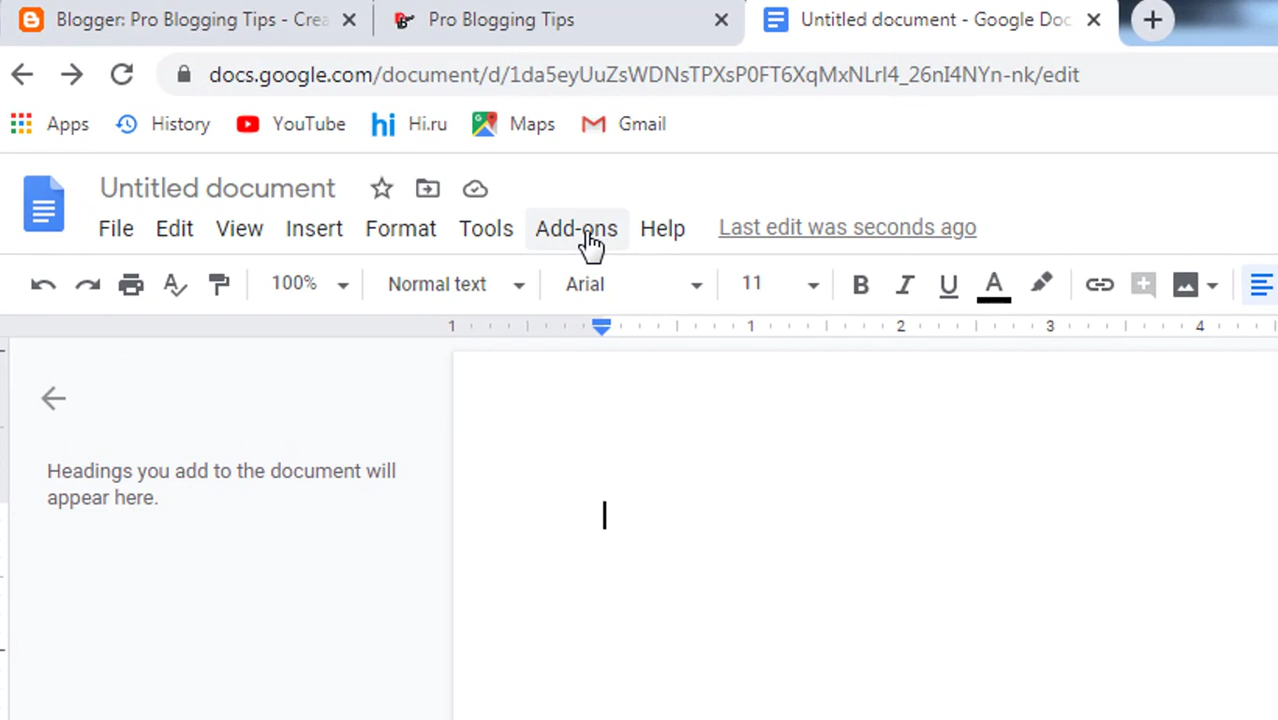 Blogger: Pro Blogging Tips - Crea
Pro Blogging Tips
Untitled document - Google Doc
docs.google.com/document/d/1da5eyUuZsWDNsTPXsP0FT6XqMxNLrl4_26nI4NYn-nk/edit
Apps History YouTube hi Hi.ru Maps Gmail
Untitled document
File Edit View Insert Format Tools Add-ons Help Last edit was seconds ago
100% Normal text Arial 11 B I U A
1 1 2 3 4
Headings you add to the document will
appear here.